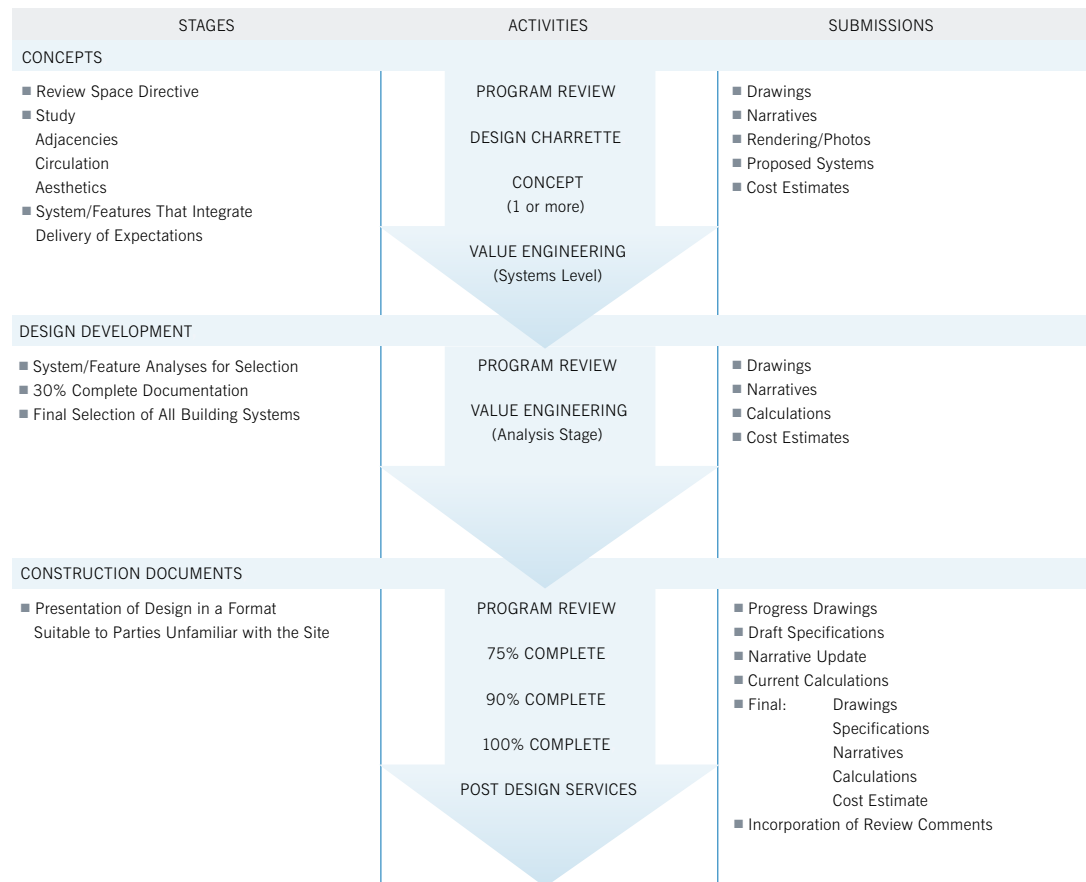 STAGES
ACTIVITIES
SUBMISSIONS
CONCEPTS
■ Review Space Directive
■ Study
Adjacencies
Circulation
Aesthetics
■ System/Features That Integrate
Delivery of Expectations
PROGRAM REVIEW
DESIGN CHARRETTE
CONCEPT
(1 or more)
VALUE ENGINEERING
(Systems Level)
■ Drawings
■ Narratives
■ Rendering/Photos
■ Proposed Systems
■ Cost Estimates
DESIGN DEVELOPMENT
■ System/Feature Analyses for Selection
■ 30% Complete Documentation
■ Final Selection of All Building Systems
PROGRAM REVIEW
VALUE ENGINEERING
(Analysis Stage)
■ Drawings
■ Narratives
■ Calculations
■ Cost Estimates
CONSTRUCTION DOCUMENTS
■ Presentation of Design in a Format
Suitable to Parties Unfamiliar with the Site
PROGRAM REVIEW
75% COMPLETE
90% COMPLETE
100% COMPLETE
POST DESIGN SERVICES
■ Progress Drawings
■ Draft Specifications
■ Narrative Update
■ Current Calculations
■ Final: Drawings
Specifications
Narratives
Calculations
Cost Estimate
■ Incorporation of Review Comments